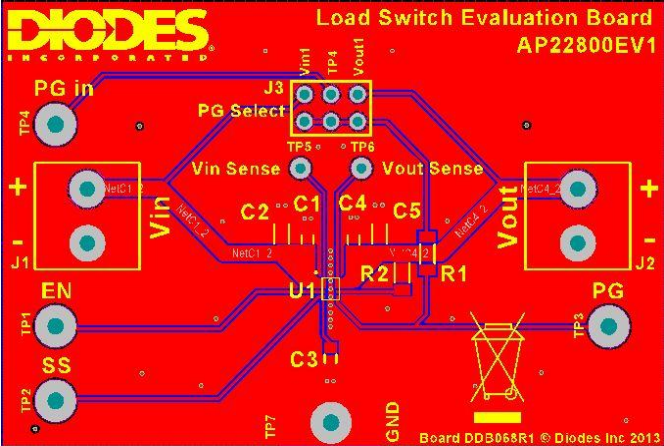 DIODES
INCORPORATED
Load Switch Evaluation Board
AP22800EV1
Vin1
TP4
Vout1
J3
PG in
PG Select
TP4
TP5
TP6
Vin Sense
Vout Sense
+
NetC1_2
Vin
-
J1
NetC1_2
C2
C1
C4
C5
NetC1_2
NetC4_2
Vout
NetC4_2
+
-
J2
R2
R1
U1
EN
TP1
PG
TP3
SS
TP2
C3
TP7
GND
Board DDB068R1 © Diodes Inc 2013